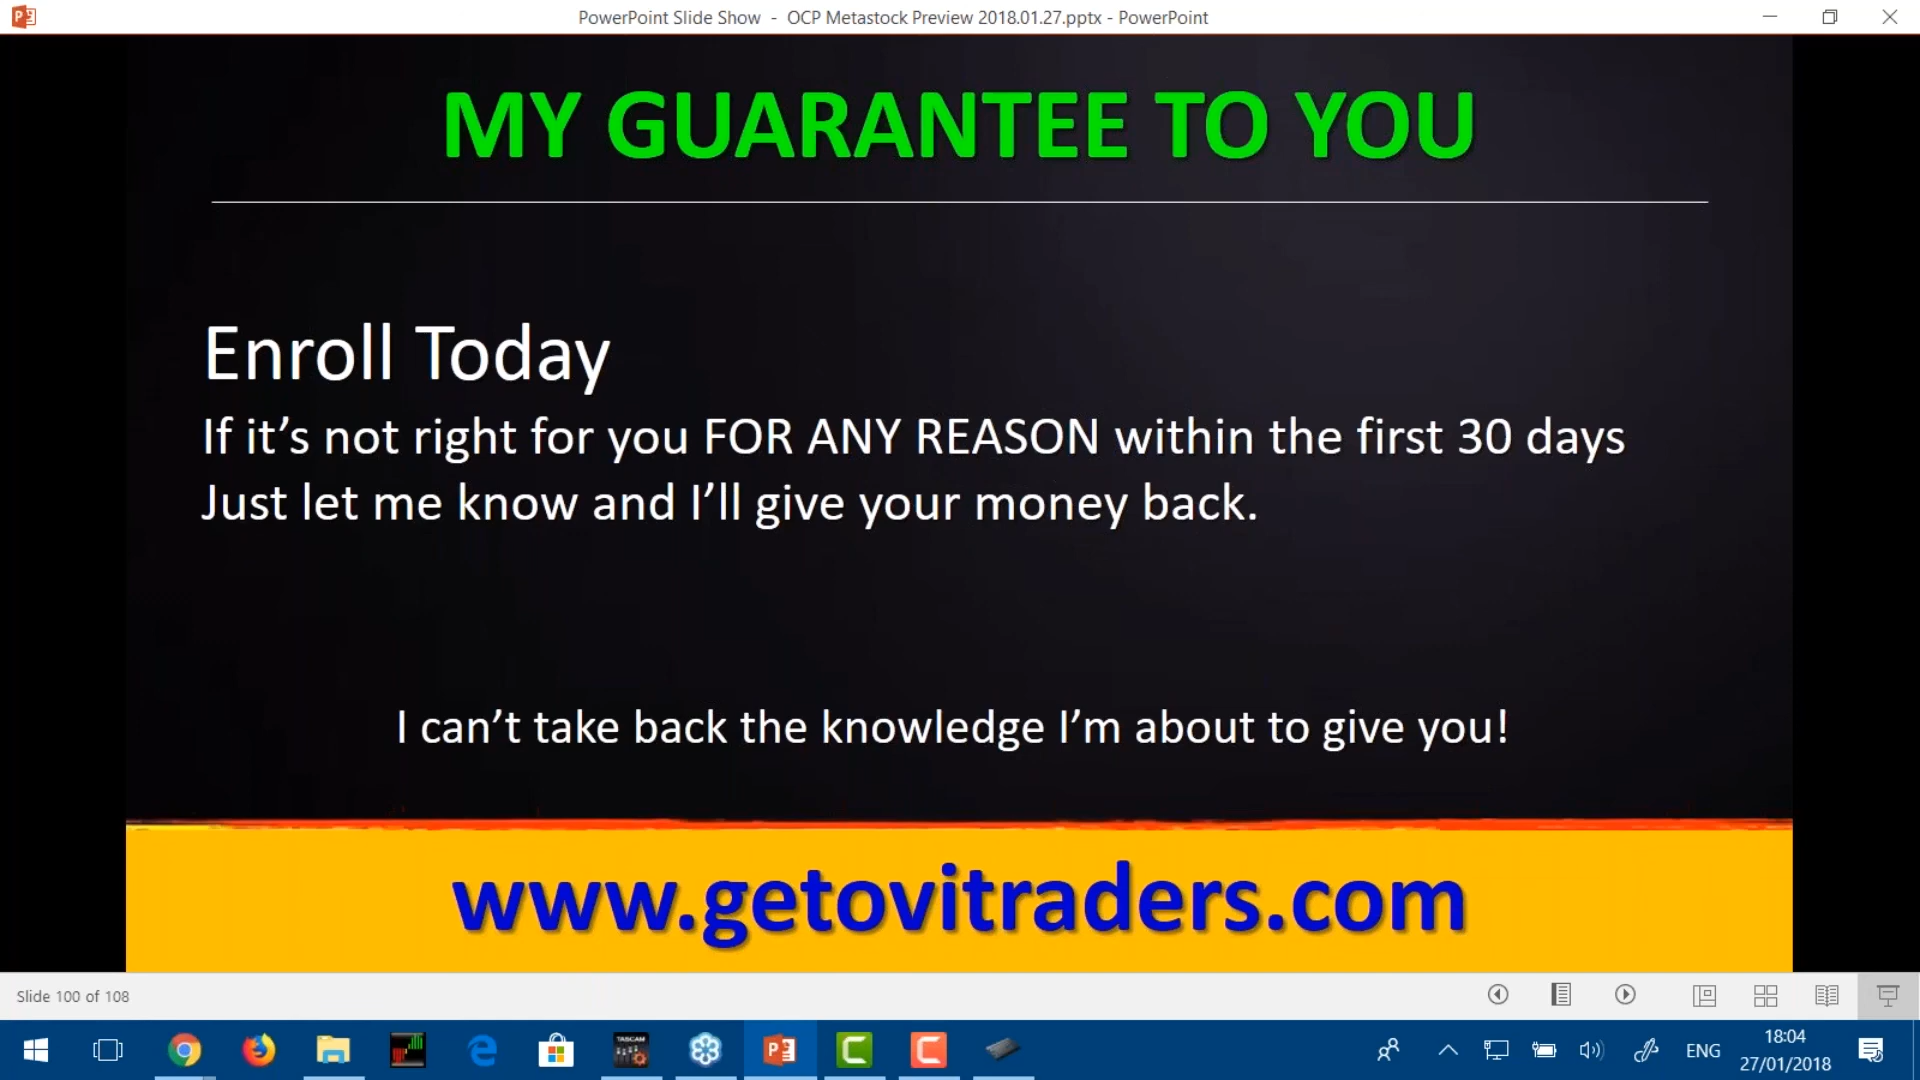 PowerPoint Slide Show - OCP Metastock Preview 2018.01.27.pptx - PowerPoint
MY GUARANTEE TO YOU
Enroll Today
If it’s not right for you FOR ANY REASON within the first 30 days
Just let me know and I’ll give your money back.
I can’t take back the knowledge I’m about to give you!
www.getovitraders.com
Slide 100 of 108
TASCAM
ENG
18:04
27/01/2018